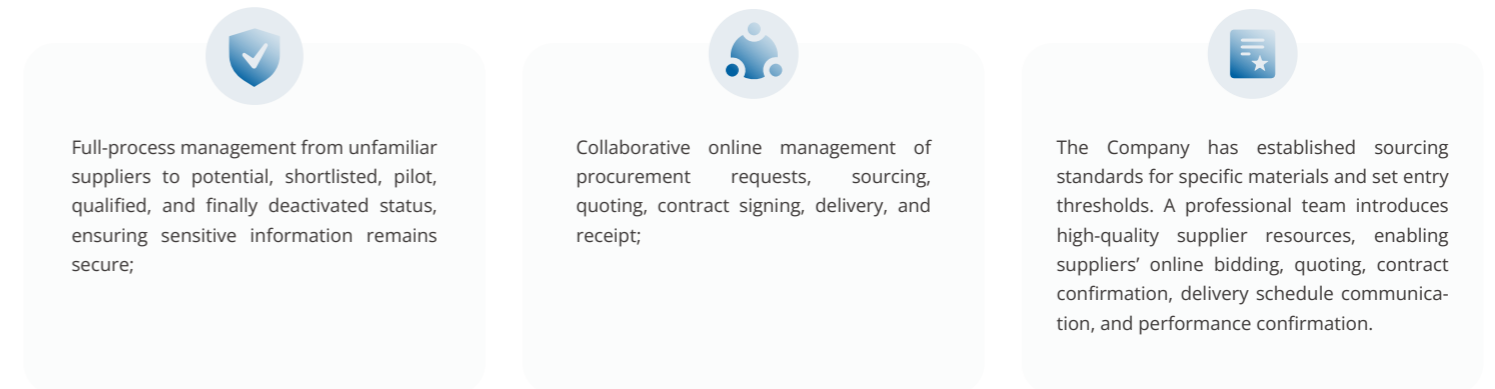 Full-process management from unfamiliar
suppliers to potential, shortlisted, pilot,
qualified, and finally deactivated status,
ensuring sensitive information remains
secure;
Collaborative online management of
procurement requests, sourcing,
quoting, contract signing, delivery, and
receipt;
The Company has established sourcing
standards for specific materials and set entry
thresholds. A professional team introduces
high-quality supplier resources, enabling
suppliers’ online bidding, quoting, contract
confirmation, delivery schedule communica-
tion, and performance confirmation.